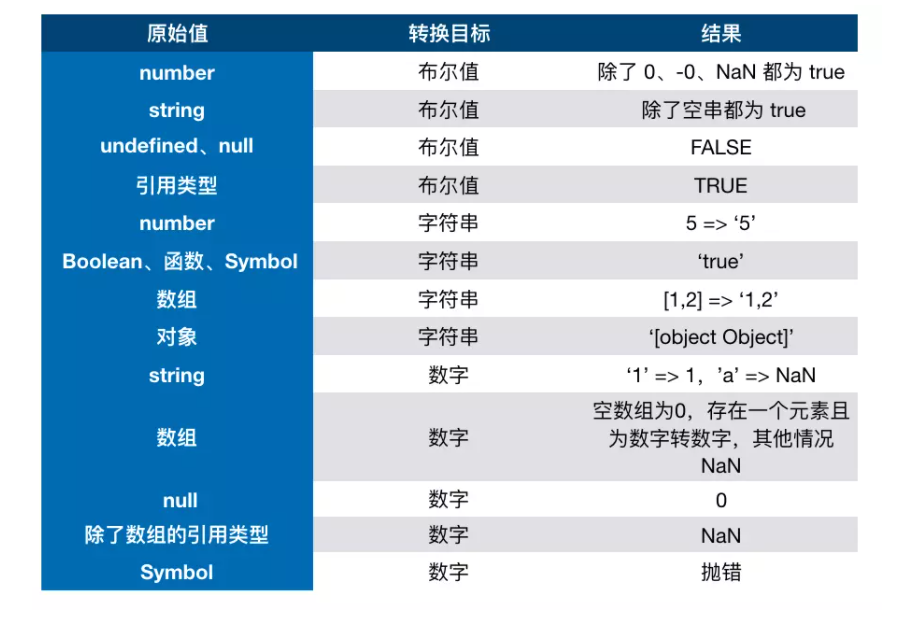 原始值 转换目标 结果
number 布尔值 除了 0、-0、NaN 都为 true
string 布尔值 除了空串都为 true
undefined、null 布尔值 FALSE
引用类型 布尔值 TRUE
number 字符串 5 => ‘5’
Boolean、函数、Symbol 字符串 ‘true’
数组 字符串 [1,2] => ‘1,2’
对象 字符串 ‘[object Object]’
string 数字 ‘1’ => 1，’a’ => NaN
数组 数字 空数组为0，存在一个元素且
为数字转数字，其他情况
NaN
null 数字 0
除了数组的引用类型 数字 NaN
Symbol 数字 抛错